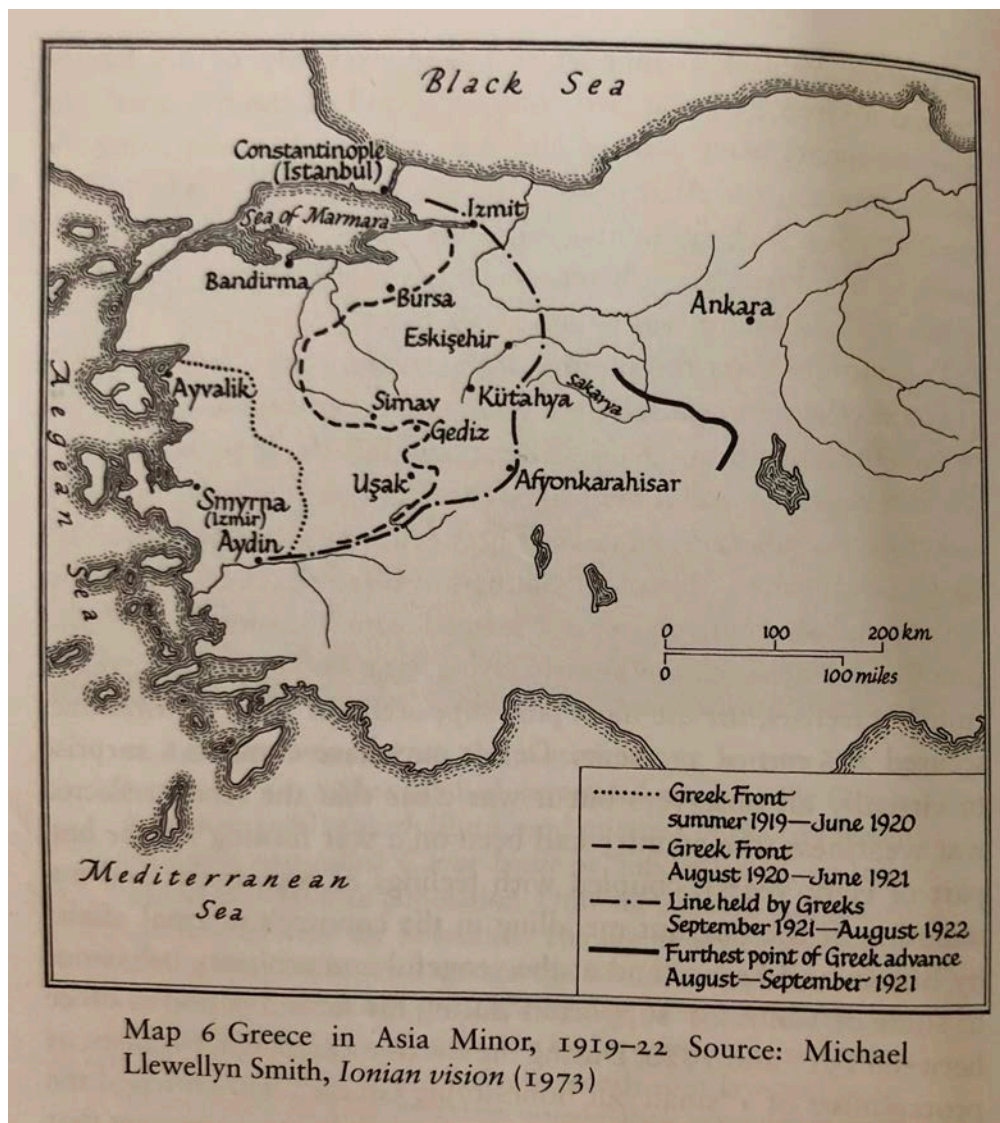 Black Sea
Constantinople
(Istanbul)
Sea of Marmara
Izmit
Bandirma
Bursa
Ankara
Eskişehir
Ayvalik
Simav
Kütahya
Sakarya
Gediz
Uşak
Afyonkarahisar
Smyrna
(Izmir)
Aydin
Aegean Sea
0 100 200 km
0 100 miles
Mediterranean
Sea
Greek Front
summer 1919—June 1920
Greek Front
August 1920—June 1921
Line held by Greeks
September 1921—August 1922
Furthest point of Greek advance
August—September 1921
Map 6 Greece in Asia Minor, 1919–22 Source: Michael
Llewellyn Smith, Ionian vision (1973)